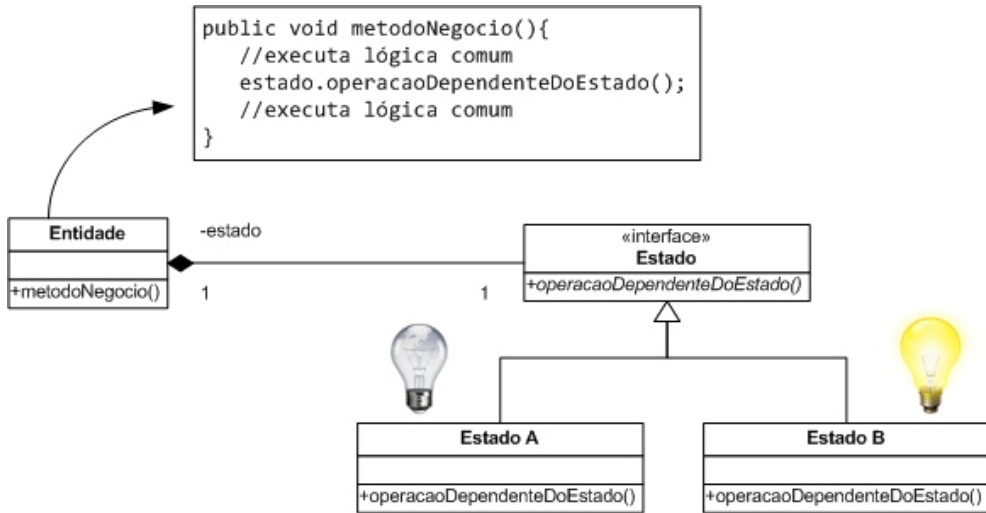 public void metodoNegocio(){
//executa lógica comum
estado.operacaoDependenteDoEstado();
//executa lógica comum
}
Entidade
+metodoNegocio()
-estado
1
1
«interface»
Estado
+operacaoDependenteDoEstado()
Estado A
+operacaoDependenteDoEstado()
Estado B
+operacaoDependenteDoEstado()